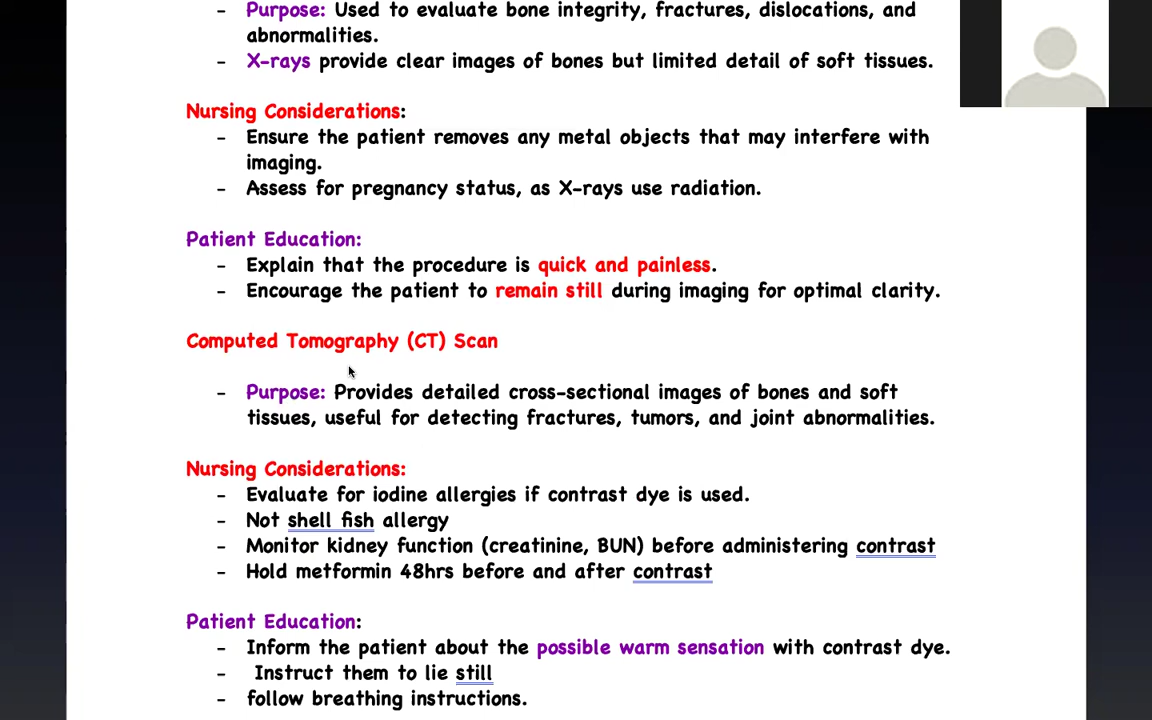 - Purpose: Used to evaluate bone integrity, fractures, dislocations, and
abnormalities.
- X-rays provide clear images of bones but limited detail of soft tissues.
Nursing Considerations:
- Ensure the patient removes any metal objects that may interfere with
imaging.
- Assess for pregnancy status, as X-rays use radiation.
Patient Education:
- Explain that the procedure is quick and painless.
- Encourage the patient to remain still during imaging for optimal clarity.
Computed Tomography (CT) Scan
- Purpose: Provides detailed cross-sectional images of bones and soft
tissues, useful for detecting fractures, tumors, and joint abnormalities.
Nursing Considerations:
- Evaluate for iodine allergies if contrast dye is used.
- Not shell fish allergy
- Monitor kidney function (creatinine, BUN) before administering contrast
- Hold metformin 48hrs before and after contrast
Patient Education:
- Inform the patient about the possible warm sensation with contrast dye.
- Instruct them to lie still
- follow breathing instructions.